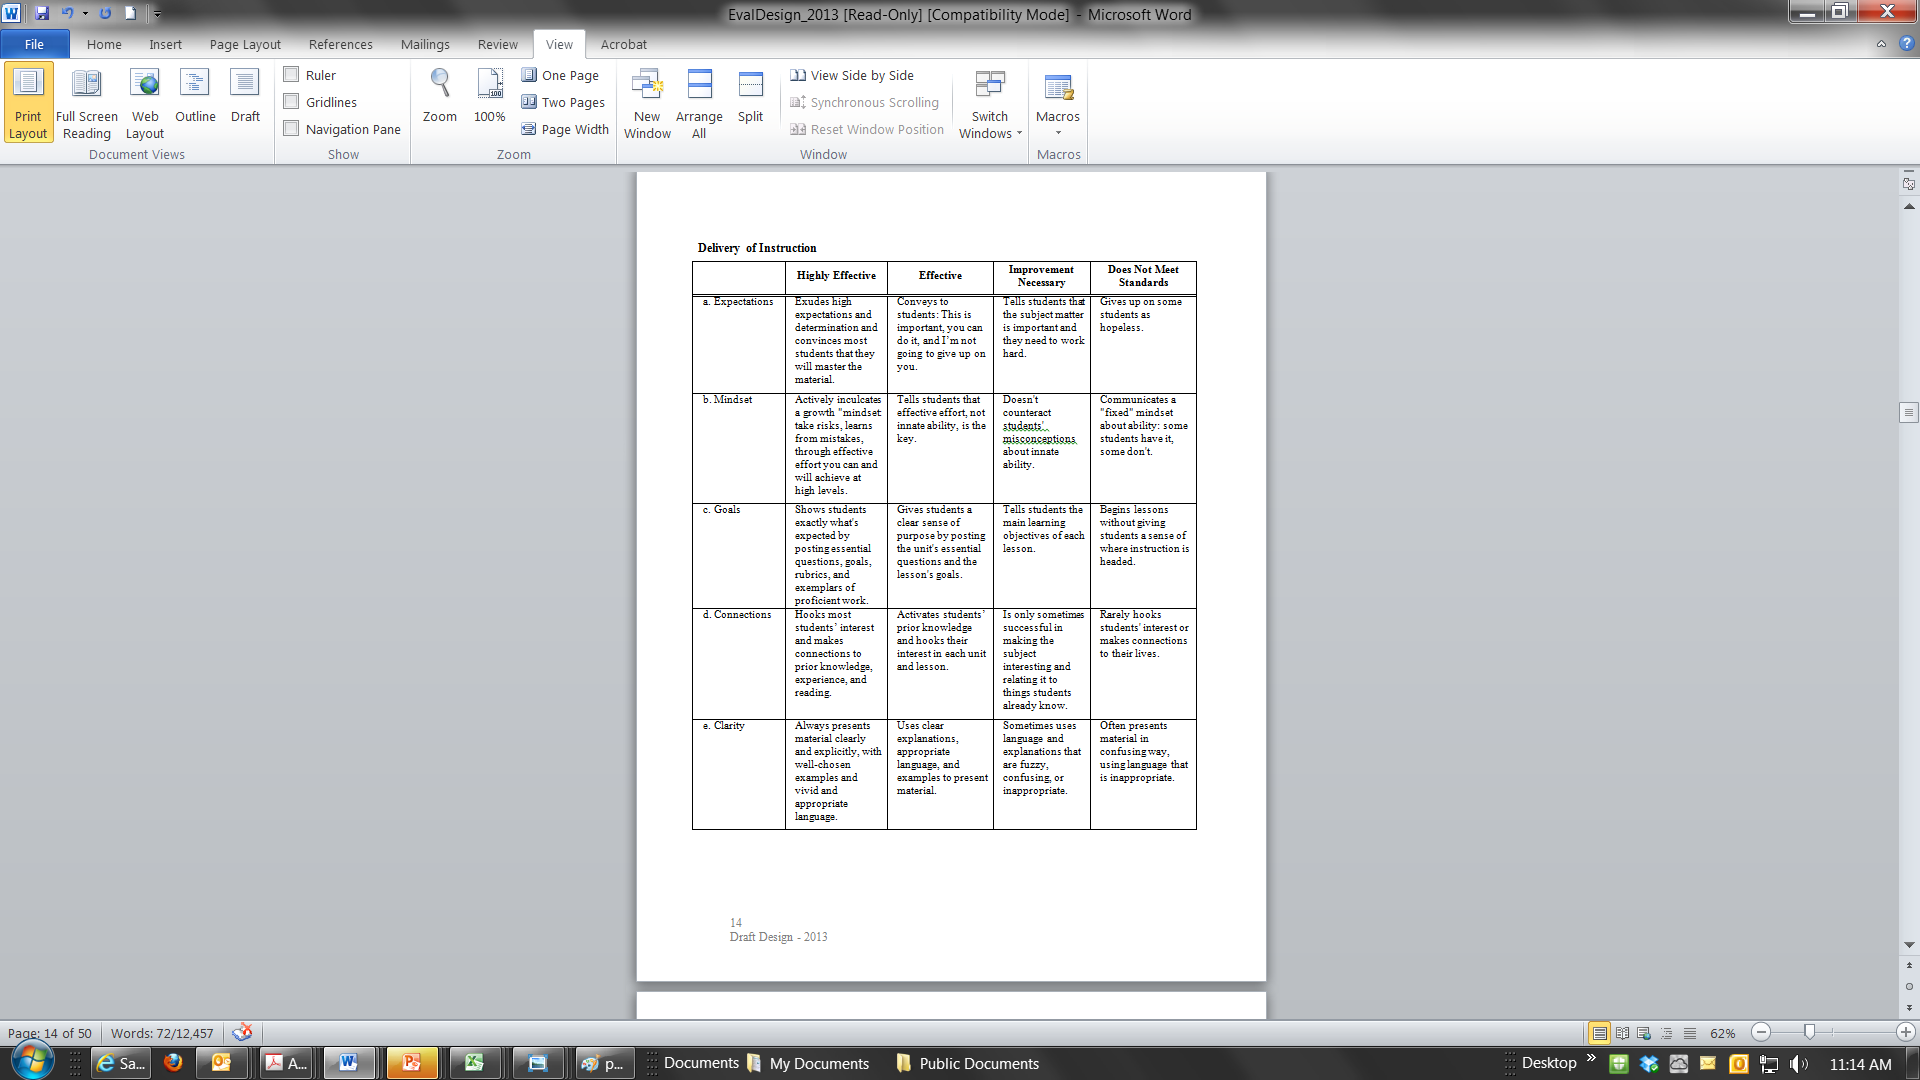 EvalDesign_2013 [Read-Only] [Compatibility Mode] - Microsoft Word
File Home Insert Page Layout References Mailings Review View Acrobat
Print Layout
Full Screen Reading
Web Layout
Outline
Draft
Document Views
Ruler
Gridlines
Navigation Pane
Show
Zoom
100%
One Page
Two Pages
Page Width
Zoom
New Window
Arrange All
Split
View Side by Side
Synchronous Scrolling
Reset Window Position
Window
Switch Windows
Macros
Macros
Delivery of Instruction
Highly Effective
Effective
Improvement
Necessary
Does Not Meet
Standards
a. Expectations
Exudes high
expectations and
determination and
convinces most
students that they
will master the
material.
Conveys to
students: This is
important, you can
do it, and I'm not
going to give up on
you.
Tells students that
the subject matter
is important and
they need to work
hard.
Gives up on some
students as
hopeless.
b. Mindset
Actively inculcates
a growth "mindset:
take risks, learns
from mistakes,
through effective
effort you can and
will achieve at
high levels.
Tells students that
effective effort, not
innate ability, is the
key.
Doesn't
counteract
students'
misconceptions
about innate
ability.
Communicates a
"fixed" mindset
about ability: some
students have it,
some don't.
c. Goals
Shows students
exactly what's
expected by
posting essential
questions, goals,
rubrics, and
exemplars of
proficient work.
Gives students a
clear sense of
purpose by posting
the unit's essential
questions and the
lesson's goals.
Tells students the
main learning
objectives of each
lesson.
Begins lessons
without giving
students a sense of
where instruction is
headed.
d. Connections
Hooks most
students’ interest
and makes
connections to
prior knowledge,
experience, and
reading.
Activates students’
prior knowledge
and hooks their
interest in each unit
and lesson.
Is only sometimes
successful in
making the
subject
interesting and
relating it to
things students
already know.
Rarely hooks
students' interest or
makes connections
to their lives.
e. Clarity
Always presents
material clearly
and explicitly, with
well-chosen
examples and
vivid and
appropriate
language.
Uses clear
explanations,
appropriate
language, and
examples to present
material.
Sometimes uses
language and
explanations that
are fuzzy,
confusing, or
inappropriate.
Often presents
material in
confusing way,
using language that
is inappropriate.
14
Draft Design - 2013
Page: 14 of 50 Words: 72/12,457 62%
Sa... A... p... Documents My Documents Public Documents Desktop » 11:14 AM